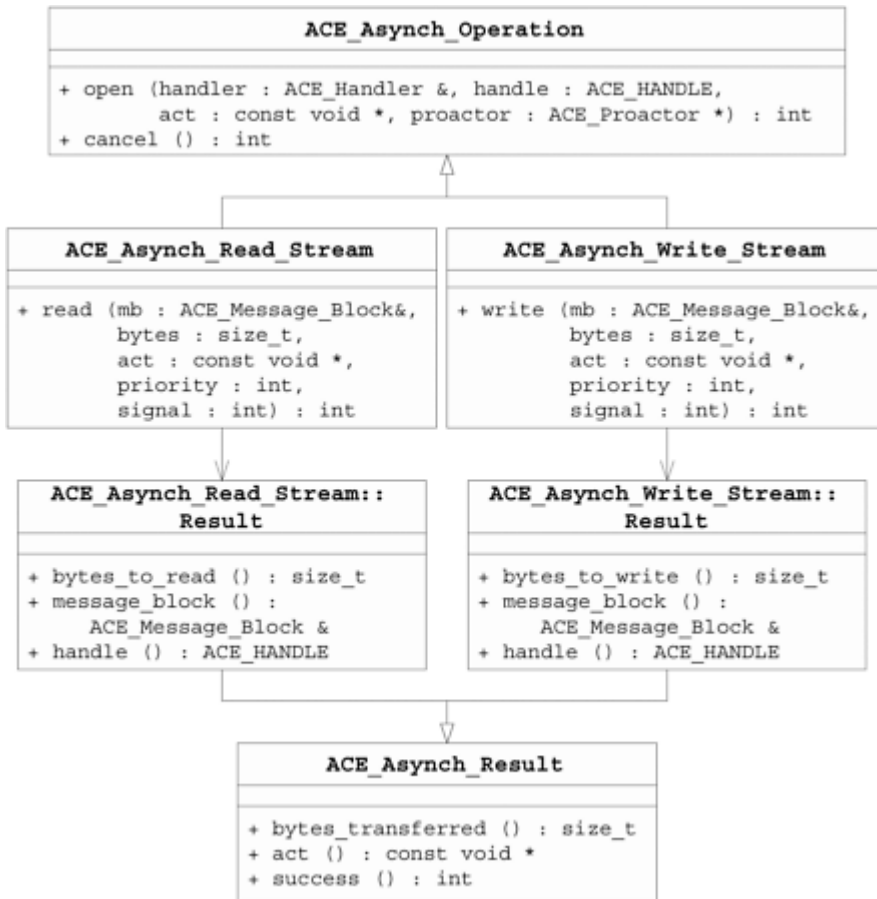 ACE_Asynch_Operation
+ open (handler : ACE_Handler &, handle : ACE_HANDLE,
act : const void *, proactor : ACE_Proactor *) : int
+ cancel () : int
ACE_Asynch_Read_Stream
+ read (mb : ACE_Message_Block&,
bytes : size_t,
act : const void *,
priority : int,
signal : int) : int
ACE_Asynch_Write_Stream
+ write (mb : ACE_Message_Block&,
bytes : size_t,
act : const void *,
priority : int,
signal : int) : int
ACE_Asynch_Read_Stream::
Result
+ bytes_to_read () : size_t
+ message_block () :
ACE_Message_Block &
+ handle () : ACE_HANDLE
ACE_Asynch_Write_Stream::
Result
+ bytes_to_write () : size_t
+ message_block () :
ACE_Message_Block &
+ handle () : ACE_HANDLE
ACE_Asynch_Result
+ bytes_transferred () : size_t
+ act () : const void *
+ success () : int